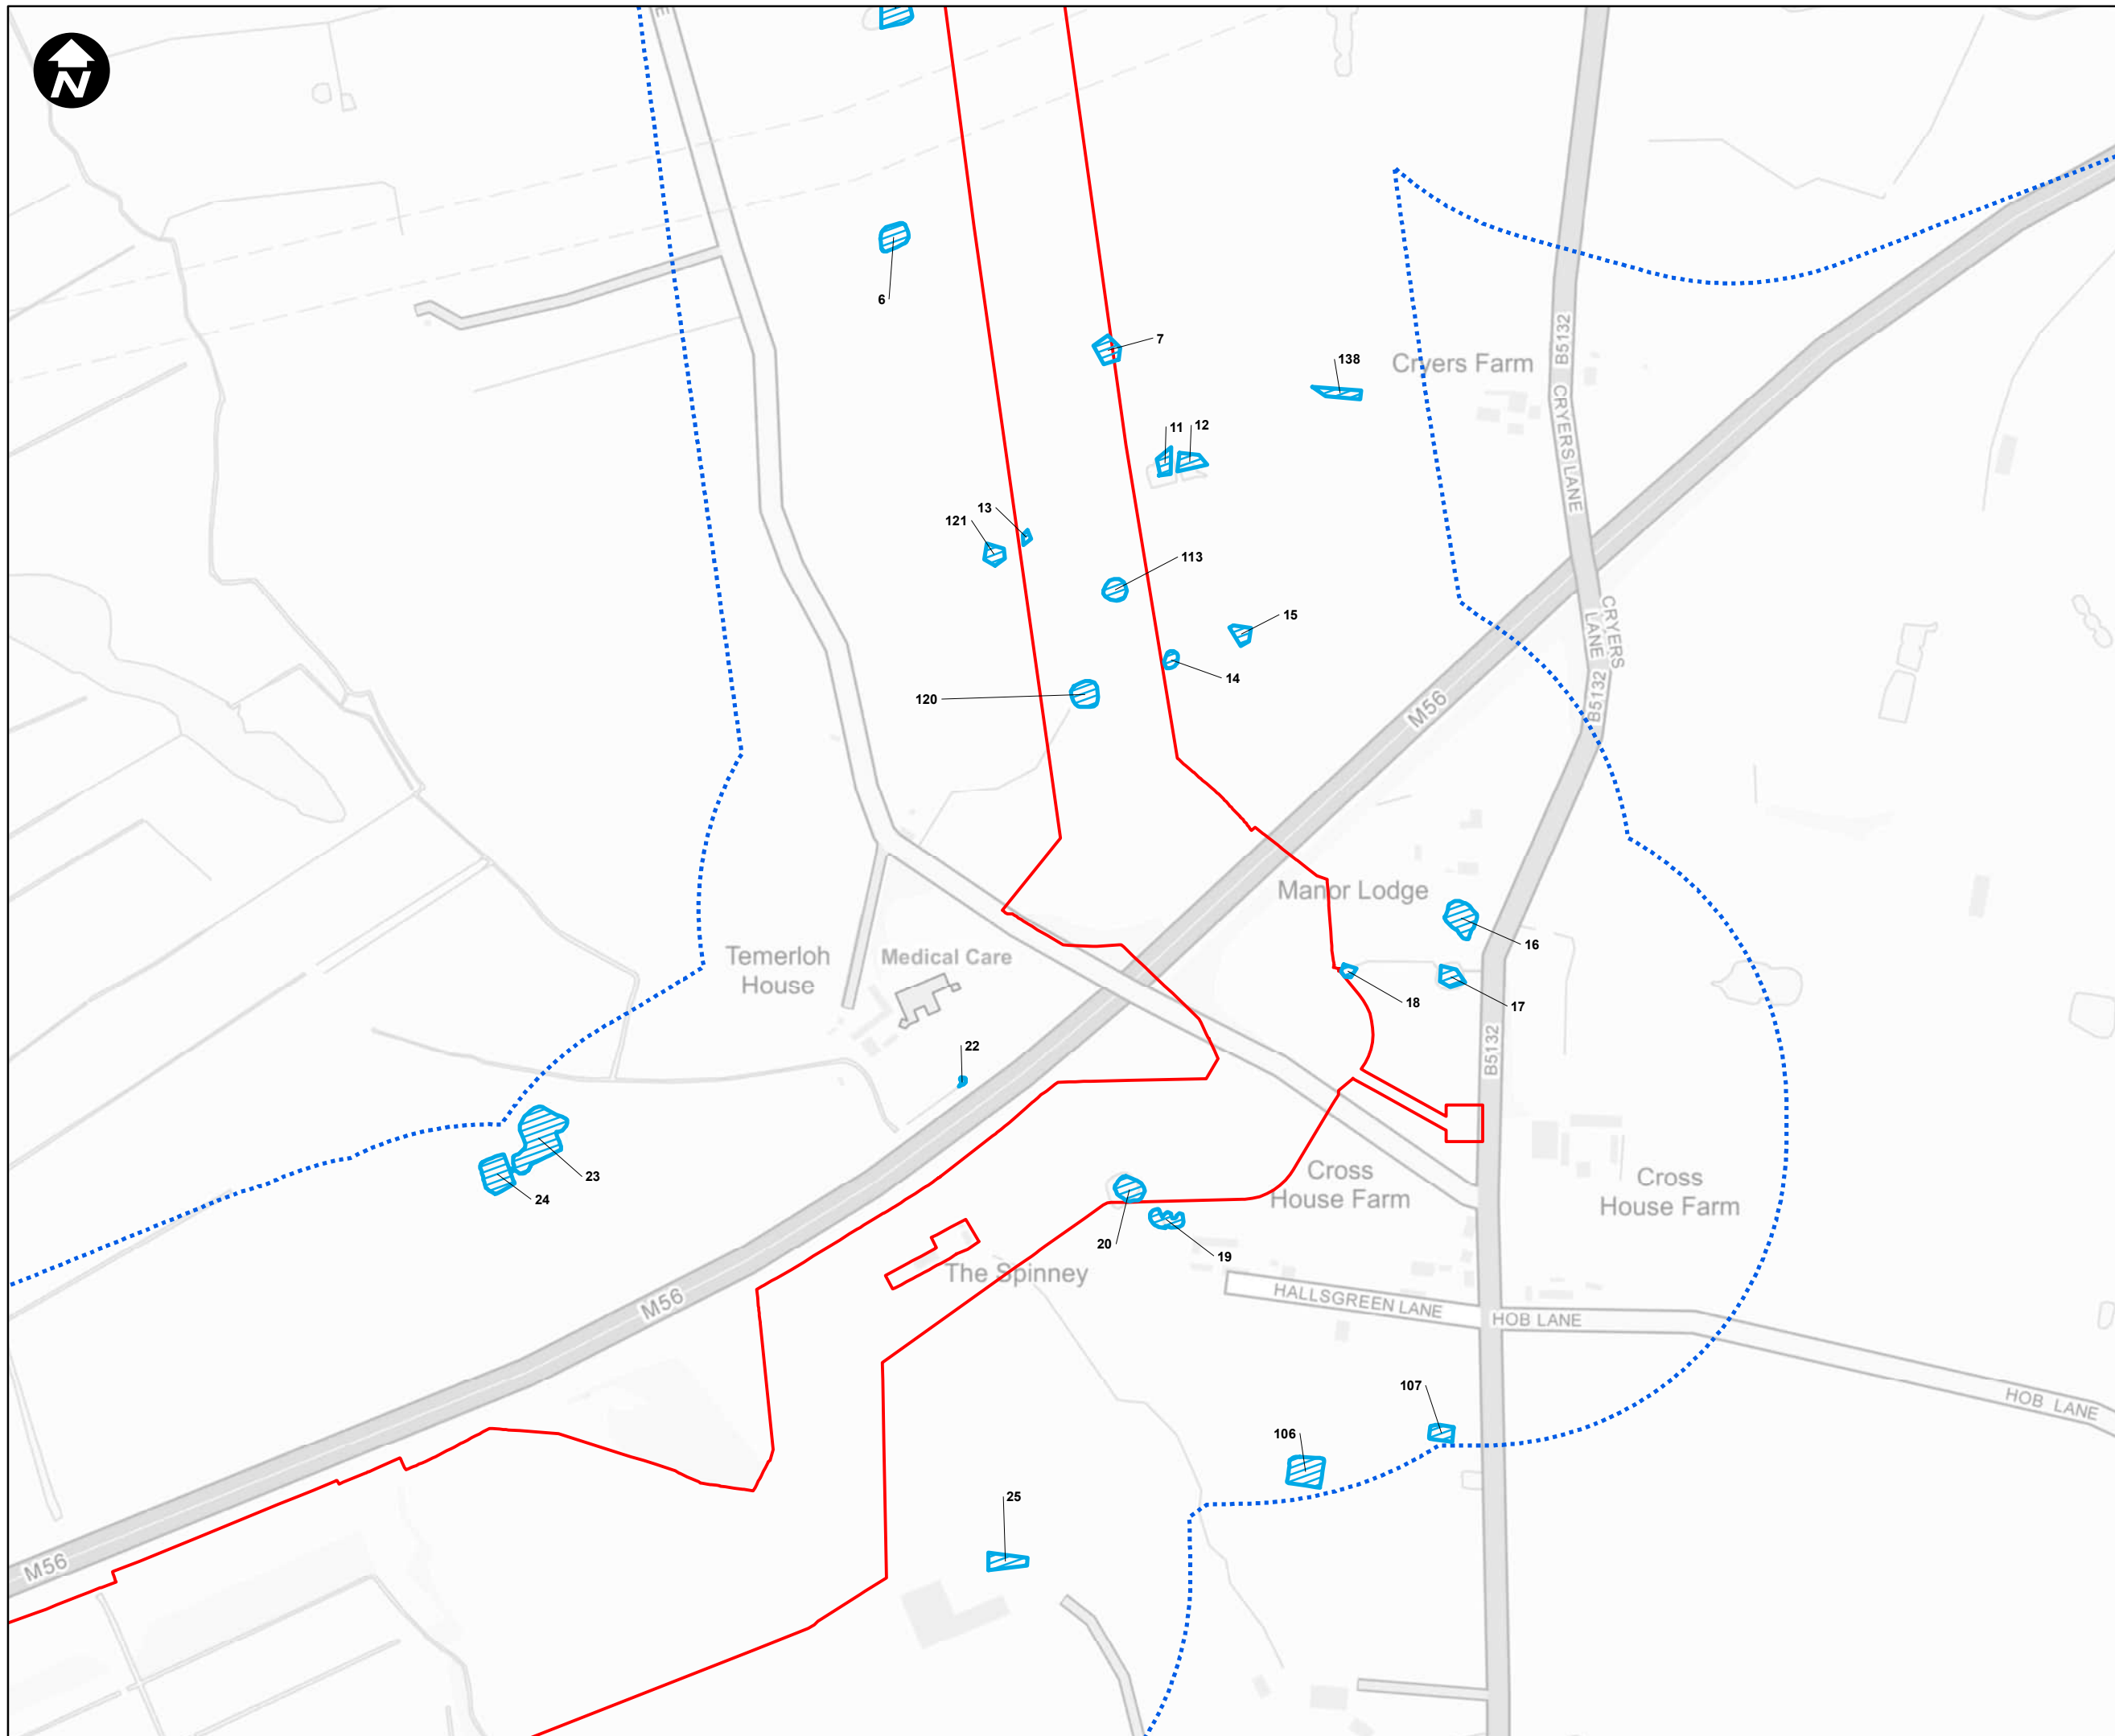 N
6
7
B5132
138
Cryers Farm
CRYERS LANE
11
12
13
121
113
CRYERS
LANE
15
14
B5132
120
M56
Manor Lodge
16
Temerloh
House
Medical Care
18
17
22
B5132
23
24
Cross
House Farm
Cross
House Farm
20
19
The Spinney
M56
HALLSGREEN LANE
HOB LANE
107
HOB LANE
106
25
M56